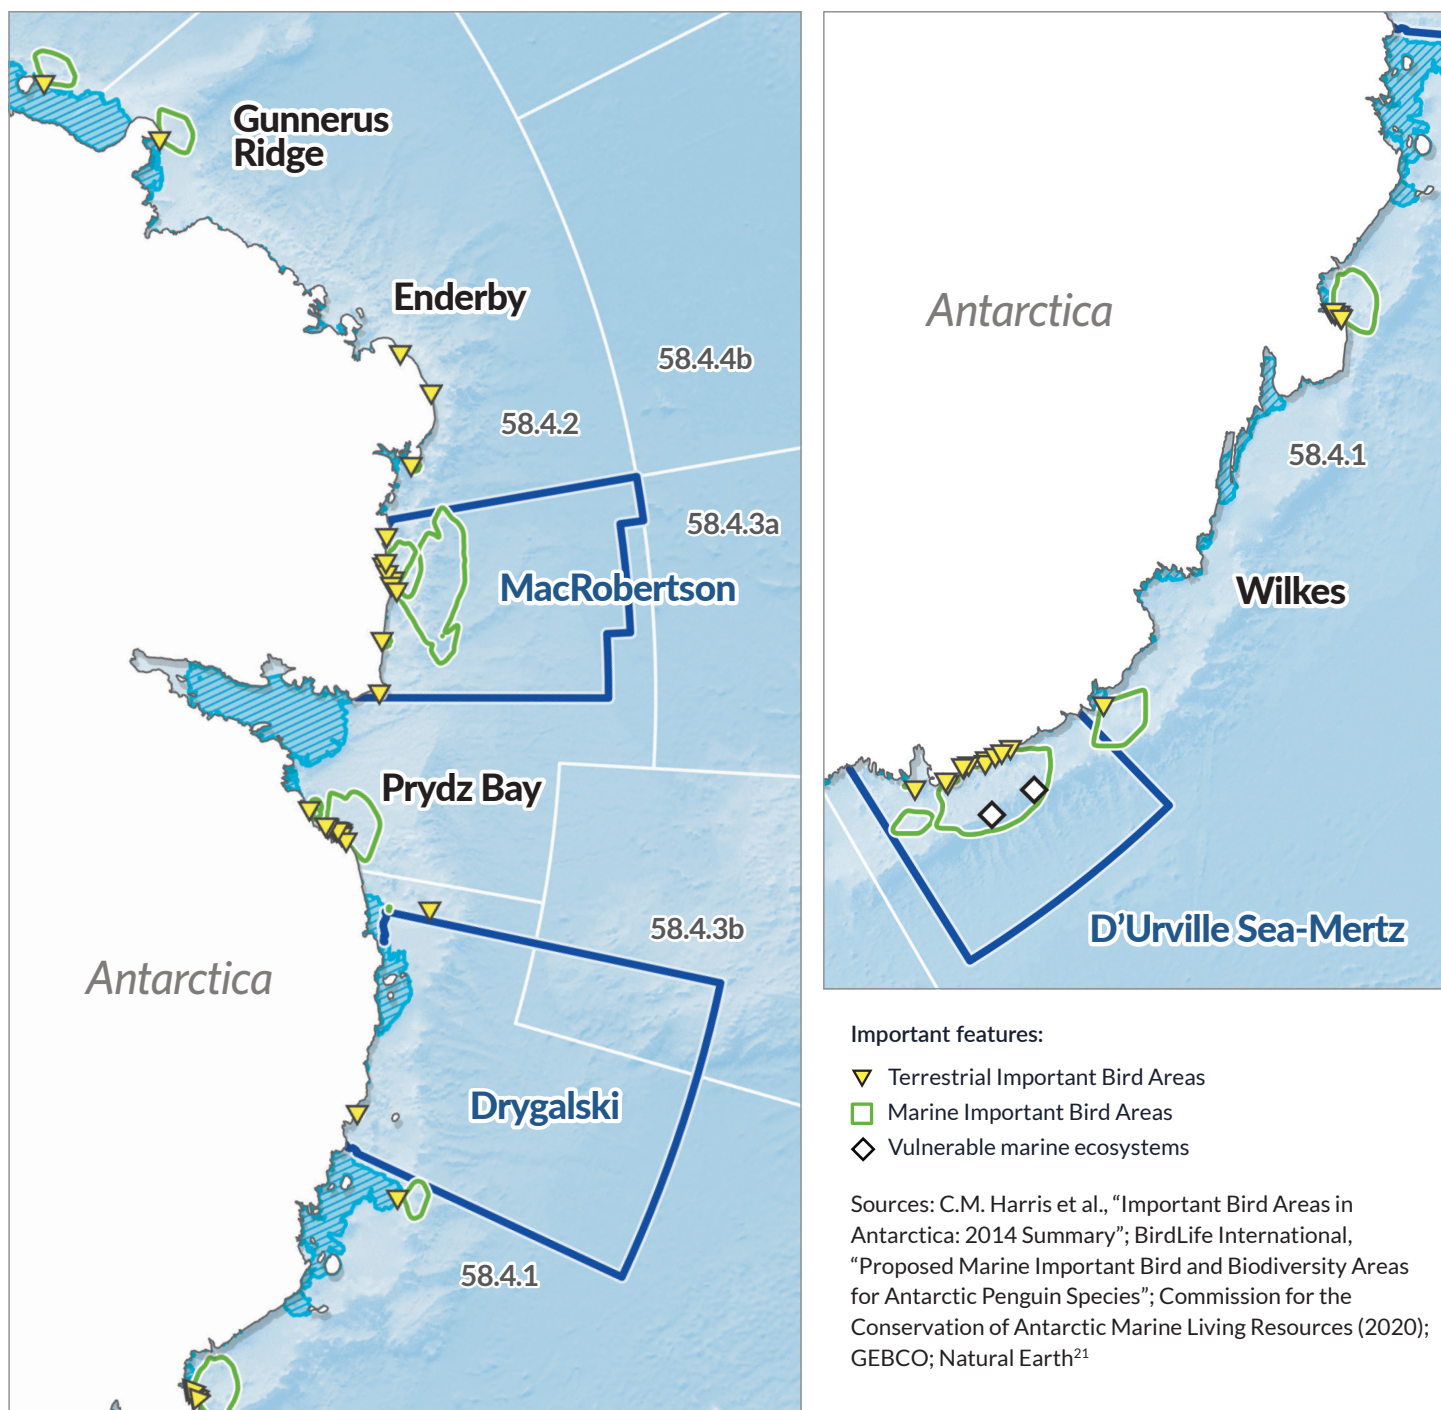 Gunnerus
Ridge
Enderby
58.4.4b
58.4.2
58.4.3a
MacRobertson
Prydz Bay
58.4.3b
Antarctica
Drygalski
58.4.1
Antarctica
58.4.1
Wilkes
D’Urville Sea-Mertz
Important features:
Terrestrial Important Bird Areas
Marine Important Bird Areas
Vulnerable marine ecosystems
Sources: C.M. Harris et al., “Important Bird Areas in
Antarctica: 2014 Summary”; BirdLife International,
“Proposed Marine Important Bird and Biodiversity Areas
for Antarctic Penguin Species”; Commission for the
Conservation of Antarctic Marine Living Resources (2020);
GEBCO; Natural Earth²¹